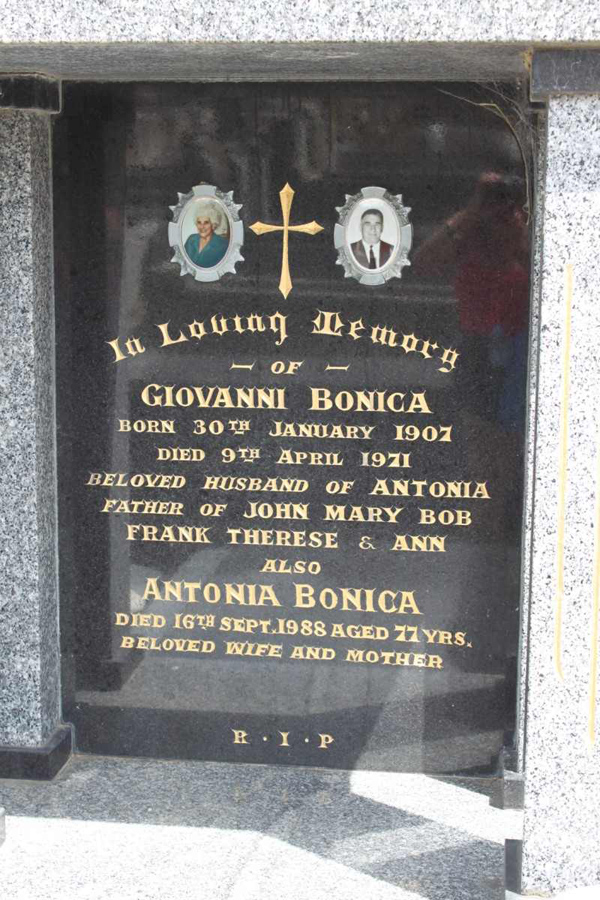 In Loving Memory
— OF —
GIOVANNI BONICA
BORN 30TH JANUARY 1907
DIED 9TH APRIL 1971
BELOVED HUSBAND OF ANTONIA
FATHER OF JOHN MARY BOB
FRANK THERESE & ANN
ALSO
ANTONIA BONICA
DIED 16TH SEPT. 1988 AGED 77 YRS.
BELOVED WIFE AND MOTHER
R · I · P